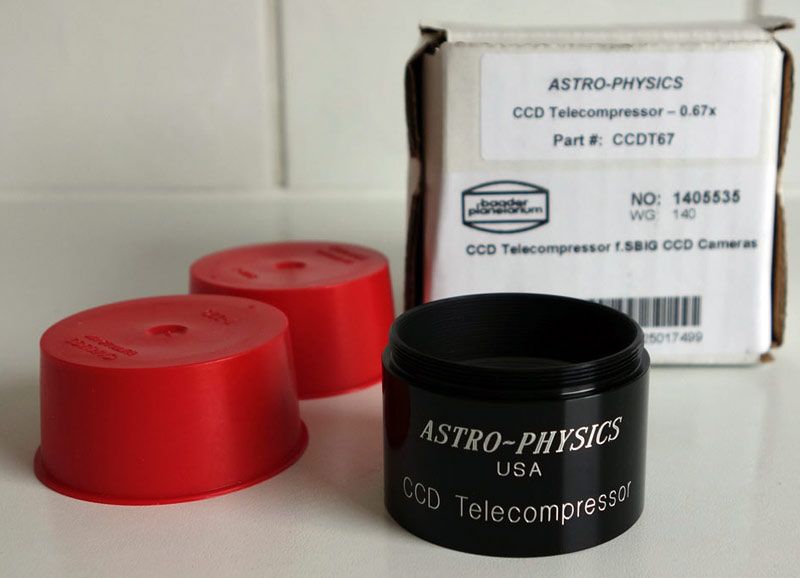 ASTRO-PHYSICS
CCD Telecompressor – 0.67x
Part #: CCDT67
baader
planetarium
NO: 1405535
WG: 140
CCD Telecompressor f.SBIG CCD Cameras
25017499
ASTRO~PHYSICS
USA
CCD Telecompressor